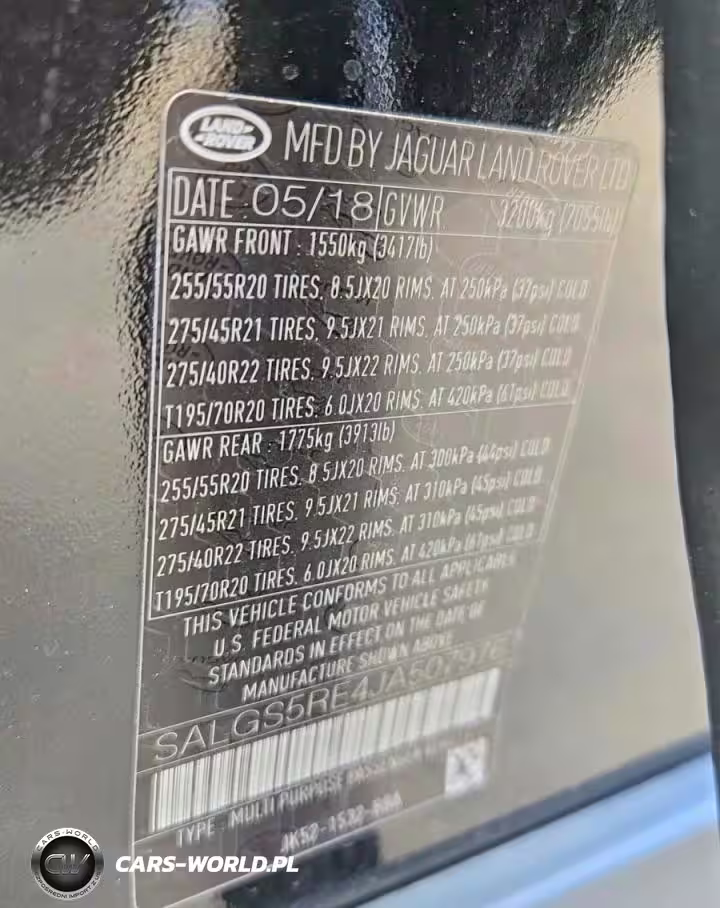 LAND ROVER
MFD BY JAGUAR LAND ROVER LTD
DATE 05/18 GVWR 3200kg (7055lb)
GAWR FRONT : 1550kg (3417lb)
255/55R20 TIRES, 8.5JX20 RIMS, AT 250kPa (37psi) COLD
275/45R21 TIRES, 9.5JX21 RIMS, AT 250kPa (37psi) COLD
275/40R22 TIRES, 9.5JX22 RIMS, AT 250kPa (37psi) COLD
T195/70R20 TIRES, 6.0JX20 RIMS, AT 420kPa (61psi) COLD
GAWR REAR : 1775kg (3913lb)
255/55R20 TIRES, 8.5JX20 RIMS, AT 300kPa (44psi) COLD
275/45R21 TIRES, 9.5JX21 RIMS, AT 310kPa (45psi) COLD
275/40R22 TIRES, 9.5JX22 RIMS, AT 310kPa (45psi) COLD
T195/70R20 TIRES, 6.0JX20 RIMS, AT 420kPa (61psi) COLD
THIS VEHICLE CONFORMS TO ALL APPLICABLE
U.S. FEDERAL MOTOR VEHICLE SAFETY
STANDARDS IN EFFECT ON THE DATE OF
MANUFACTURE SHOWN ABOVE
TYPE : MULTI PURPOSE PASSENGER
CARS-WORLD
CW
CARS-WORLD.PL